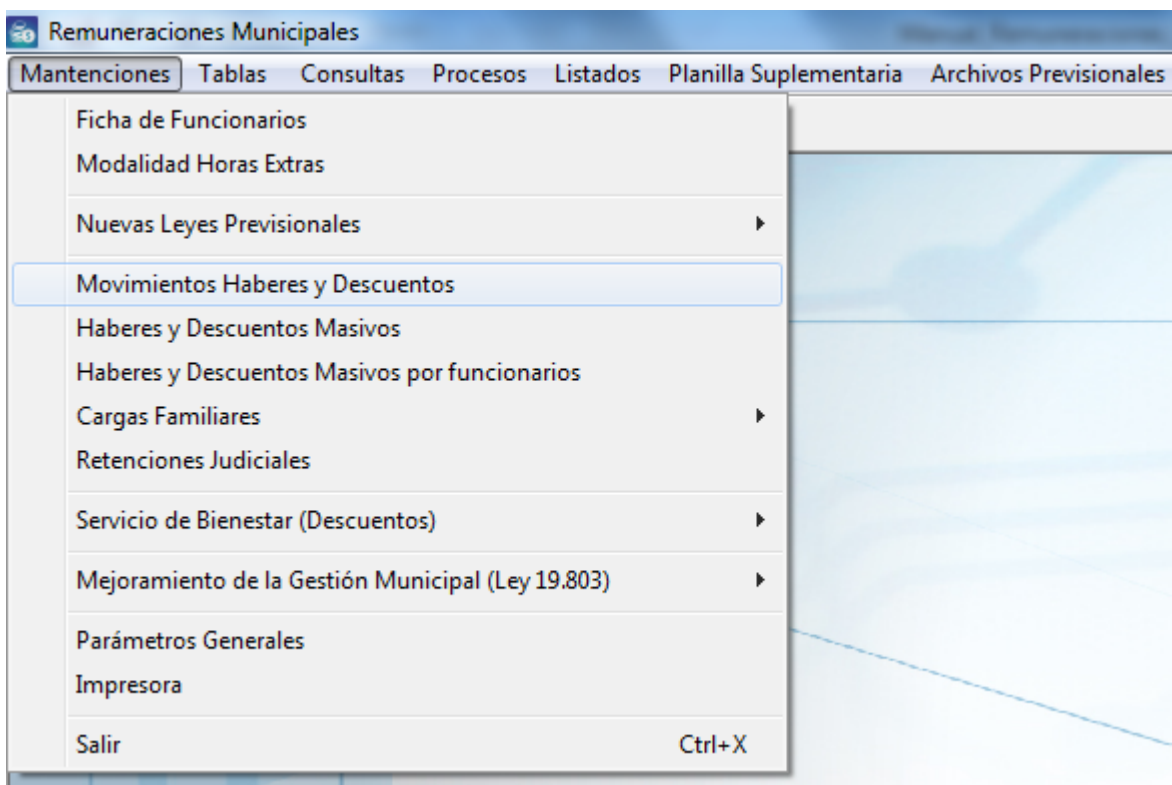 Remuneraciones Municipales
Mantenciones Tablas Consultas Procesos Listados Planilla Suplementaria Archivos Previsionales
Ficha de Funcionarios
Modalidad Horas Extras
Nuevas Leyes Previsionales
Movimientos Haberes y Descuentos
Haberes y Descuentos Masivos
Haberes y Descuentos Masivos por funcionarios
Cargas Familiares
Retenciones Judiciales
Servicio de Bienestar (Descuentos)
Mejoramiento de la Gestión Municipal (Ley 19.803)
Parámetros Generales
Impresora
Salir Ctrl+X